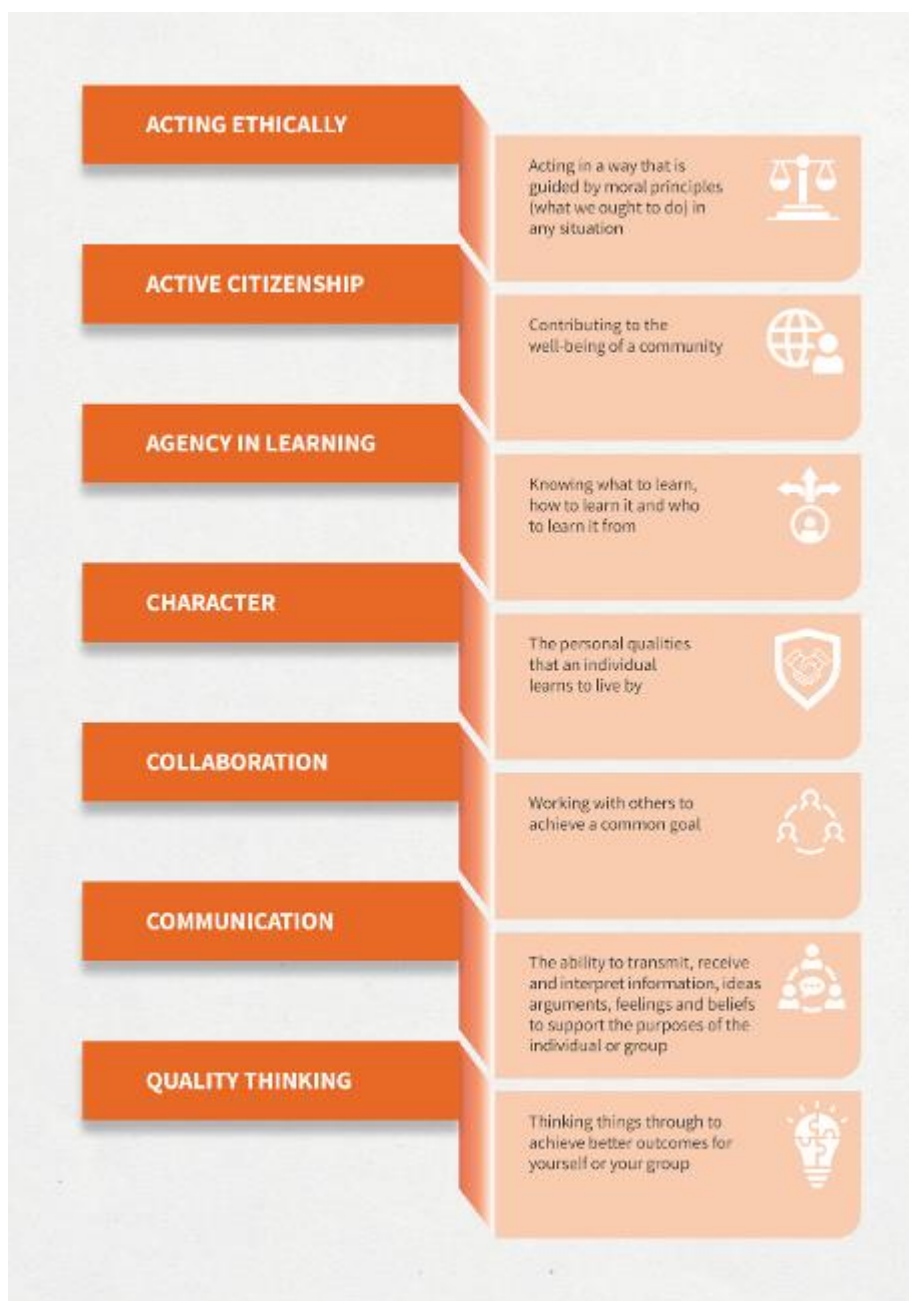 ACTING ETHICALLY
Acting in a way that is
guided by moral principles
(what we ought to do) in
any situation
ACTIVE CITIZENSHIP
Contributing to the
well-being of a community
AGENCY IN LEARNING
Knowing what to learn,
how to learn it and who
to learn it from
CHARACTER
The personal qualities
that an individual
learns to live by
COLLABORATION
Working with others to
achieve a common goal
COMMUNICATION
The ability to transmit, receive
and interpret information, ideas
arguments, feelings and beliefs
to support the purposes of the
individual or group
QUALITY THINKING
Thinking things through to
achieve better outcomes for
yourself or your group